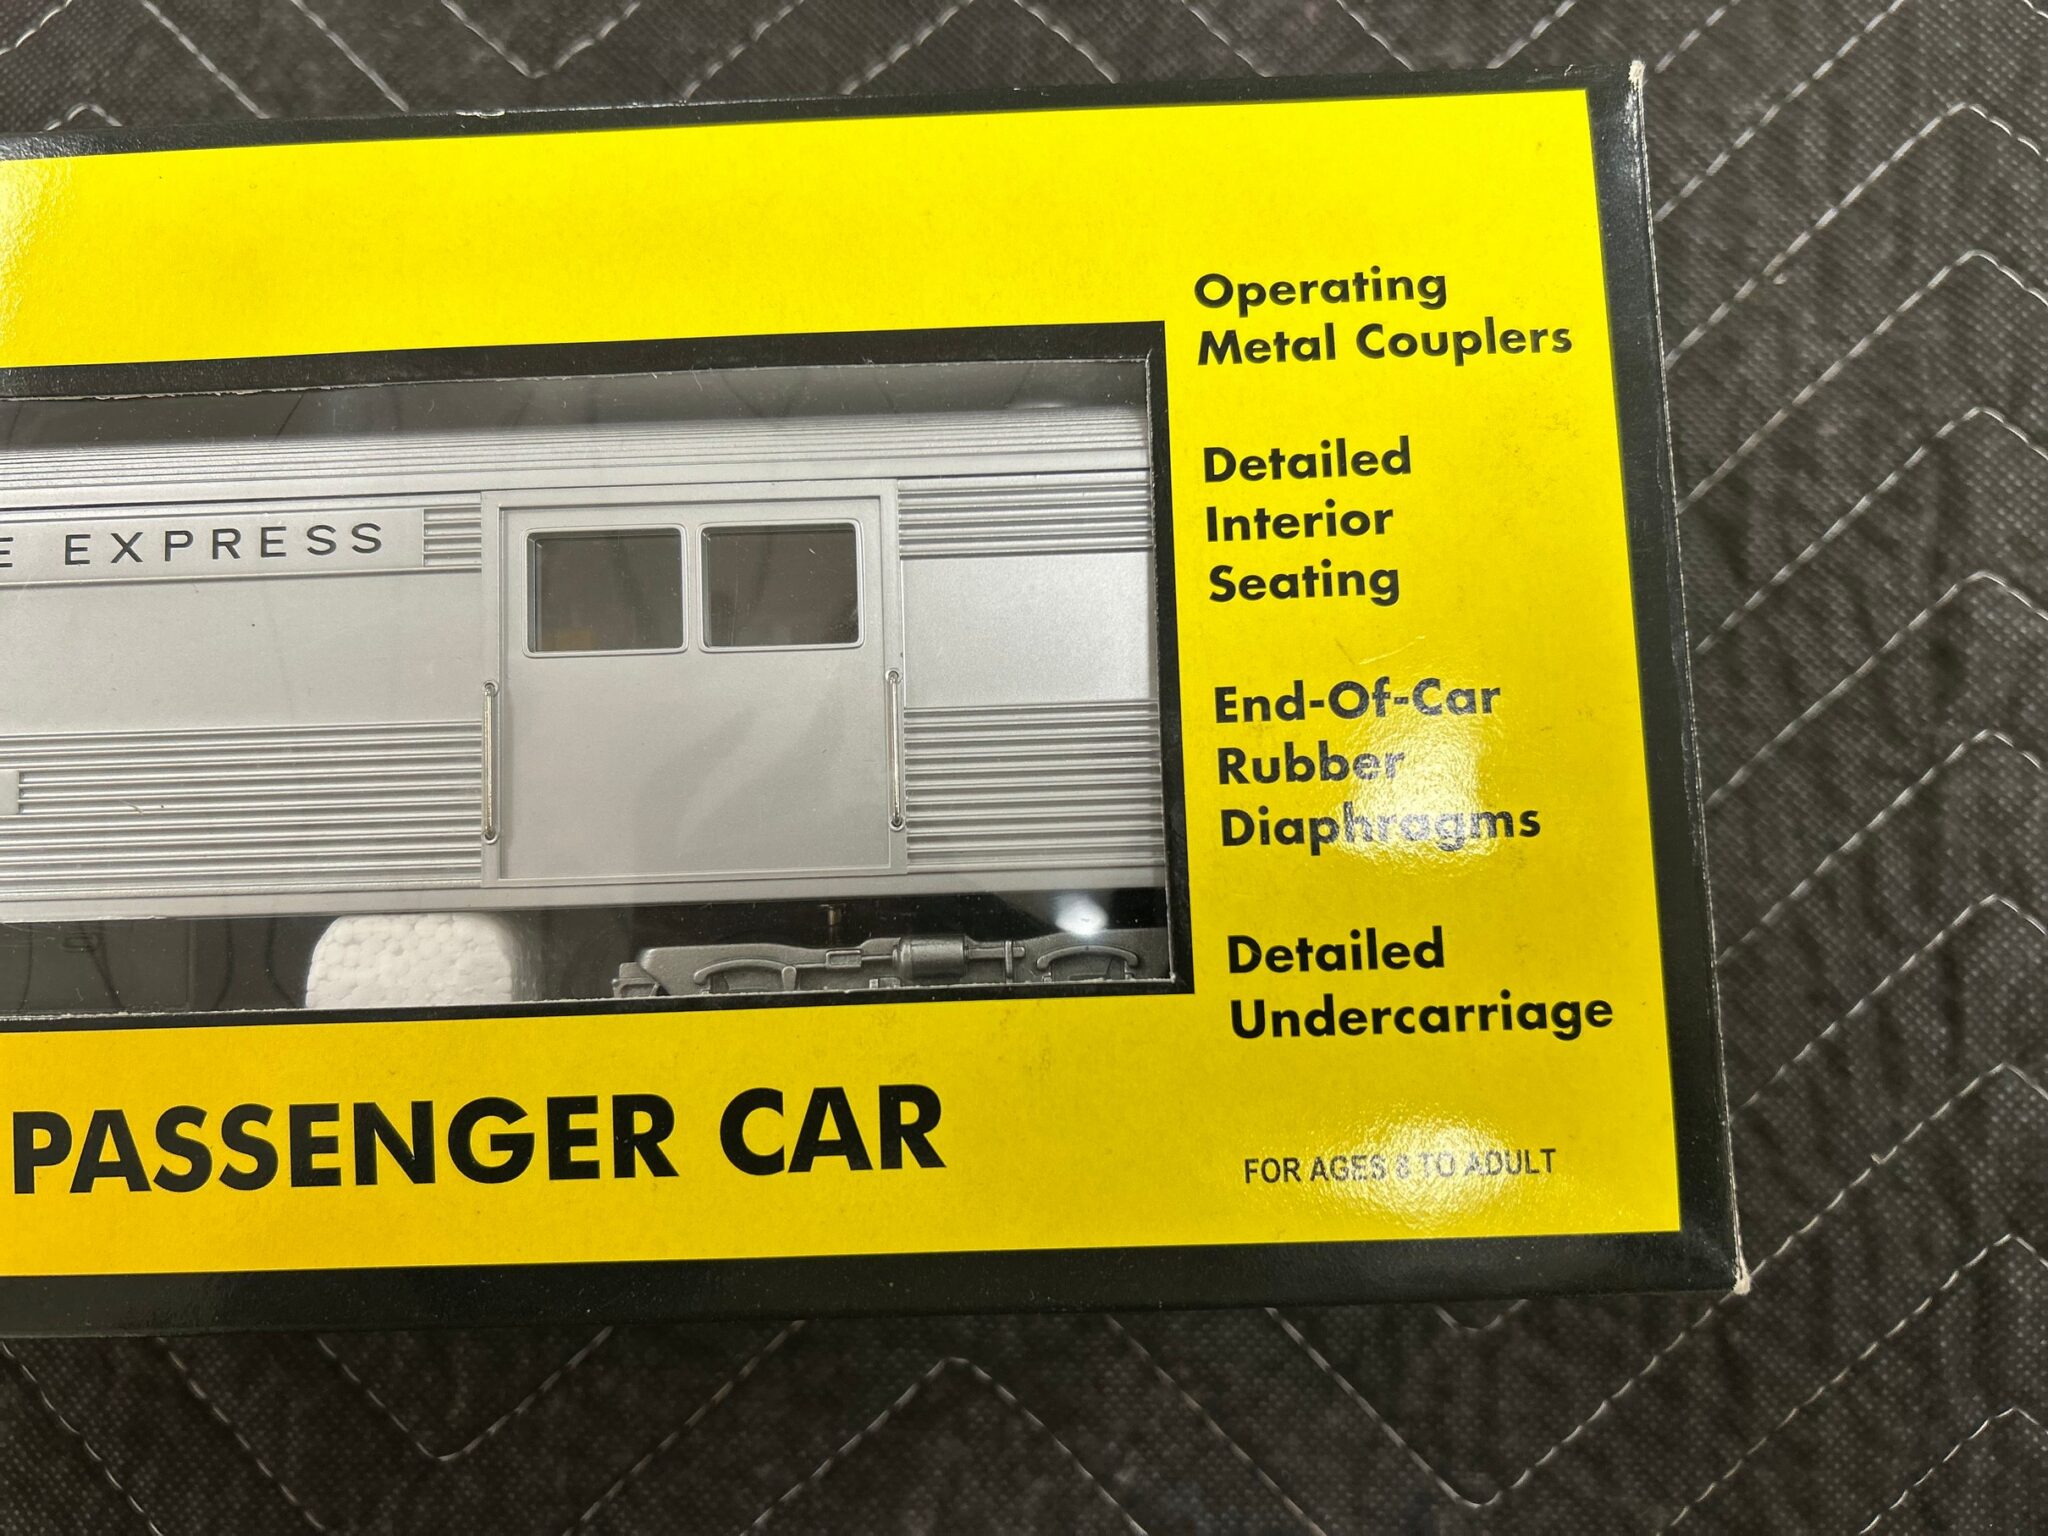 E EXPRESS
Operating
Metal Couplers
Detailed
Interior
Seating
End-Of-Car
Rubber
Diaphragms
Detailed
Undercarriage
PASSENGER CAR
FOR AGES 8 TO ADULT